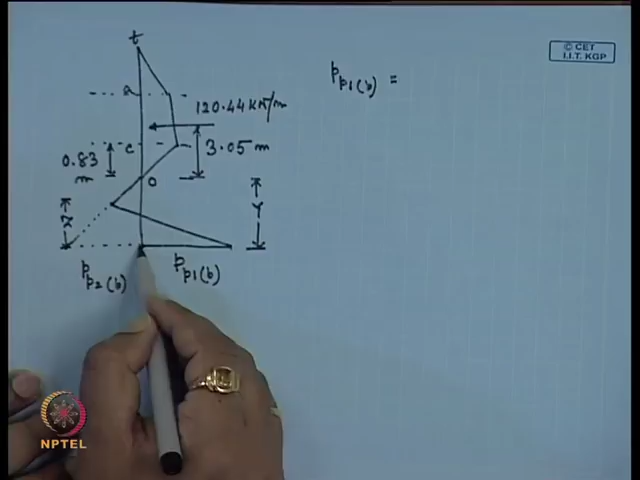 t
© CET
I.I.T. KGP
Pp1(b) =
a
120.44 kN/m
c
3.05 m
0.83
m
o
x
y
Pp2(b)
Pp1(b)
NPTEL